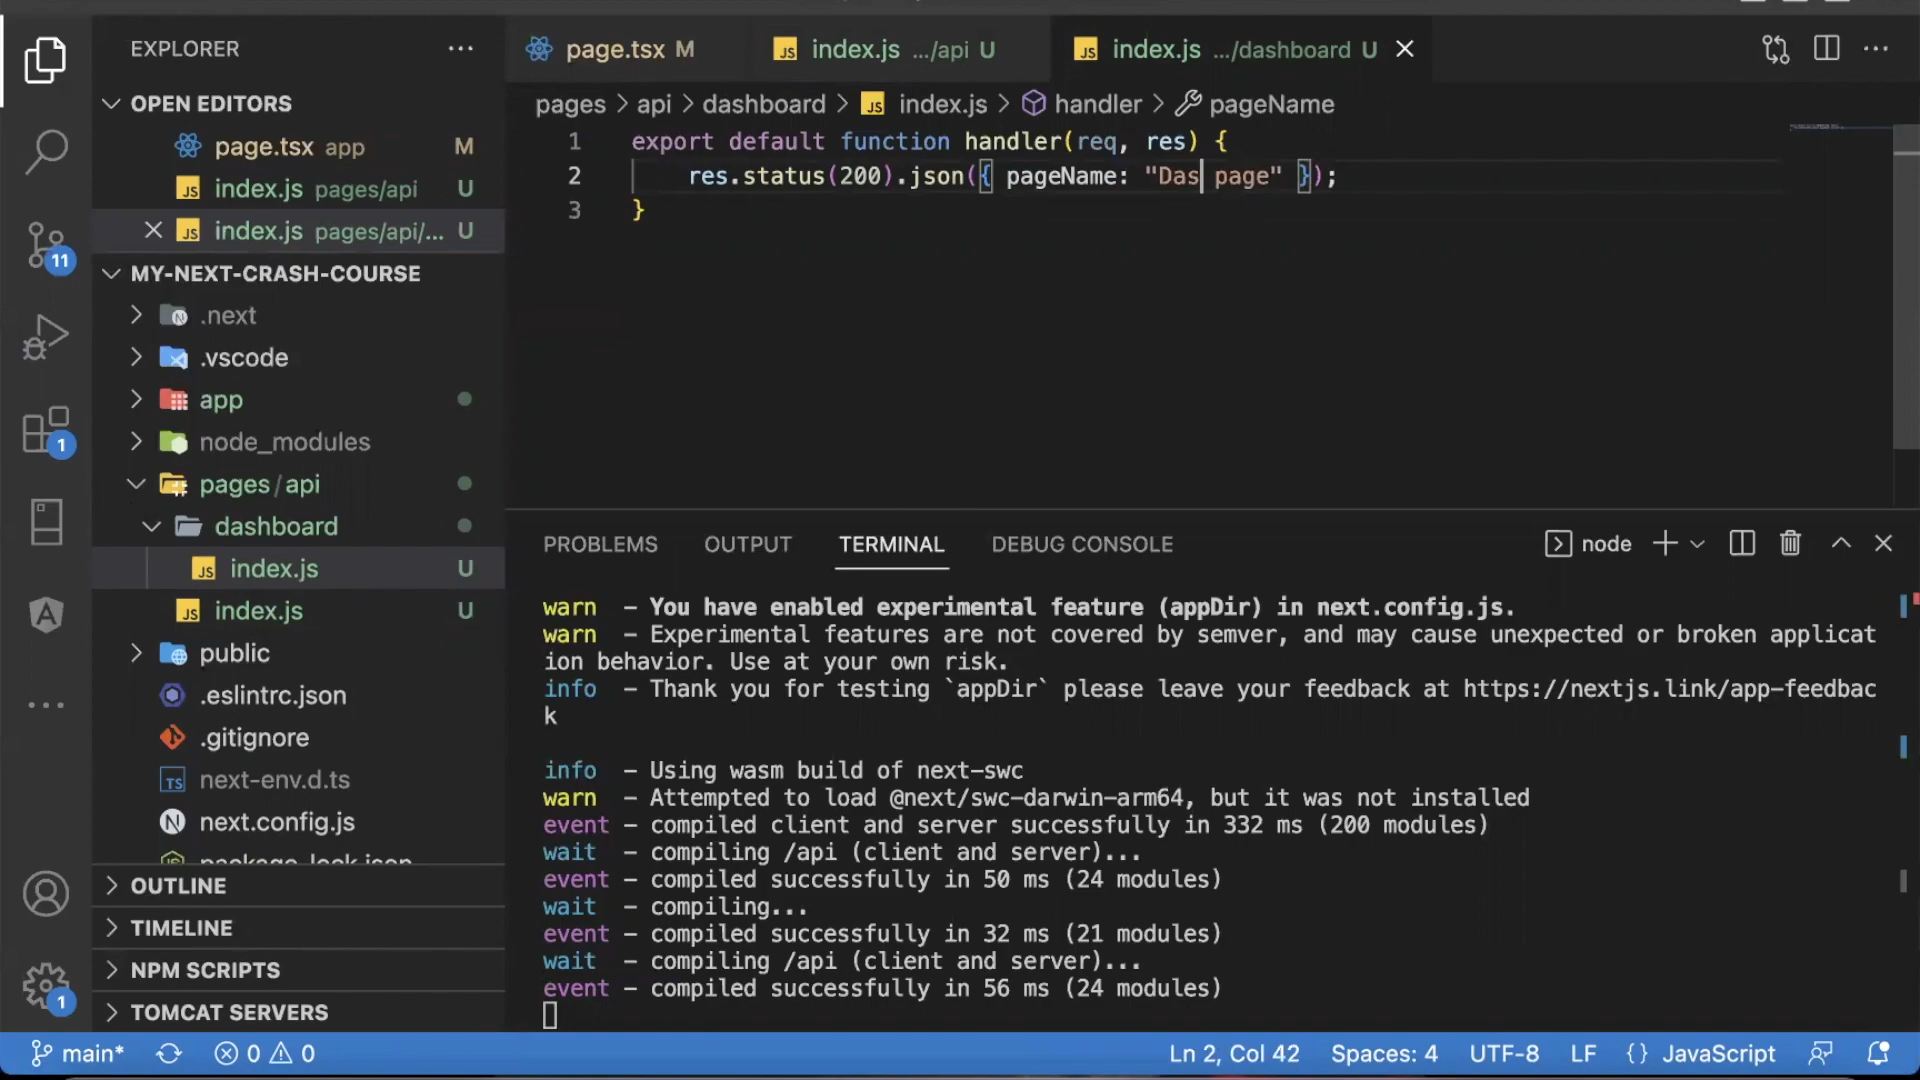 EXPLORER
OPEN EDITORS
page.tsx app M
index.js pages/api U
index.js pages/api/... U
MY-NEXT-CRASH-COURSE
.next
.vscode
app
node_modules
pages/api
dashboard
index.js U
index.js U
public
.eslintrc.json
.gitignore
next-env.d.ts
next.config.js
package-lock.json
OUTLINE
TIMELINE
NPM SCRIPTS
TOMCAT SERVERS
11
1
1
page.tsx M
index.js .../api U
index.js .../dashboard U
pages > api > dashboard > index.js > handler > pageName
1 export default function handler(req, res) {
2 res.status(200).json({ pageName: "Das page" });
3 }
PROBLEMS OUTPUT TERMINAL DEBUG CONSOLE
node
warn - You have enabled experimental feature (appDir) in next.config.js.
warn - Experimental features are not covered by semver, and may cause unexpected or broken applicat
ion behavior. Use at your own risk.
info - Thank you for testing `appDir` please leave your feedback at https://nextjs.link/app-feedbac
k
info - Using wasm build of next-swc
warn - Attempted to load @next/swc-darwin-arm64, but it was not installed
event - compiled client and server successfully in 332 ms (200 modules)
wait - compiling /api (client and server)...
event - compiled successfully in 50 ms (24 modules)
wait - compiling...
event - compiled successfully in 32 ms (21 modules)
wait - compiling /api (client and server)...
event - compiled successfully in 56 ms (24 modules)
main* 0 0 Ln 2, Col 42 Spaces: 4 UTF-8 LF {} JavaScript